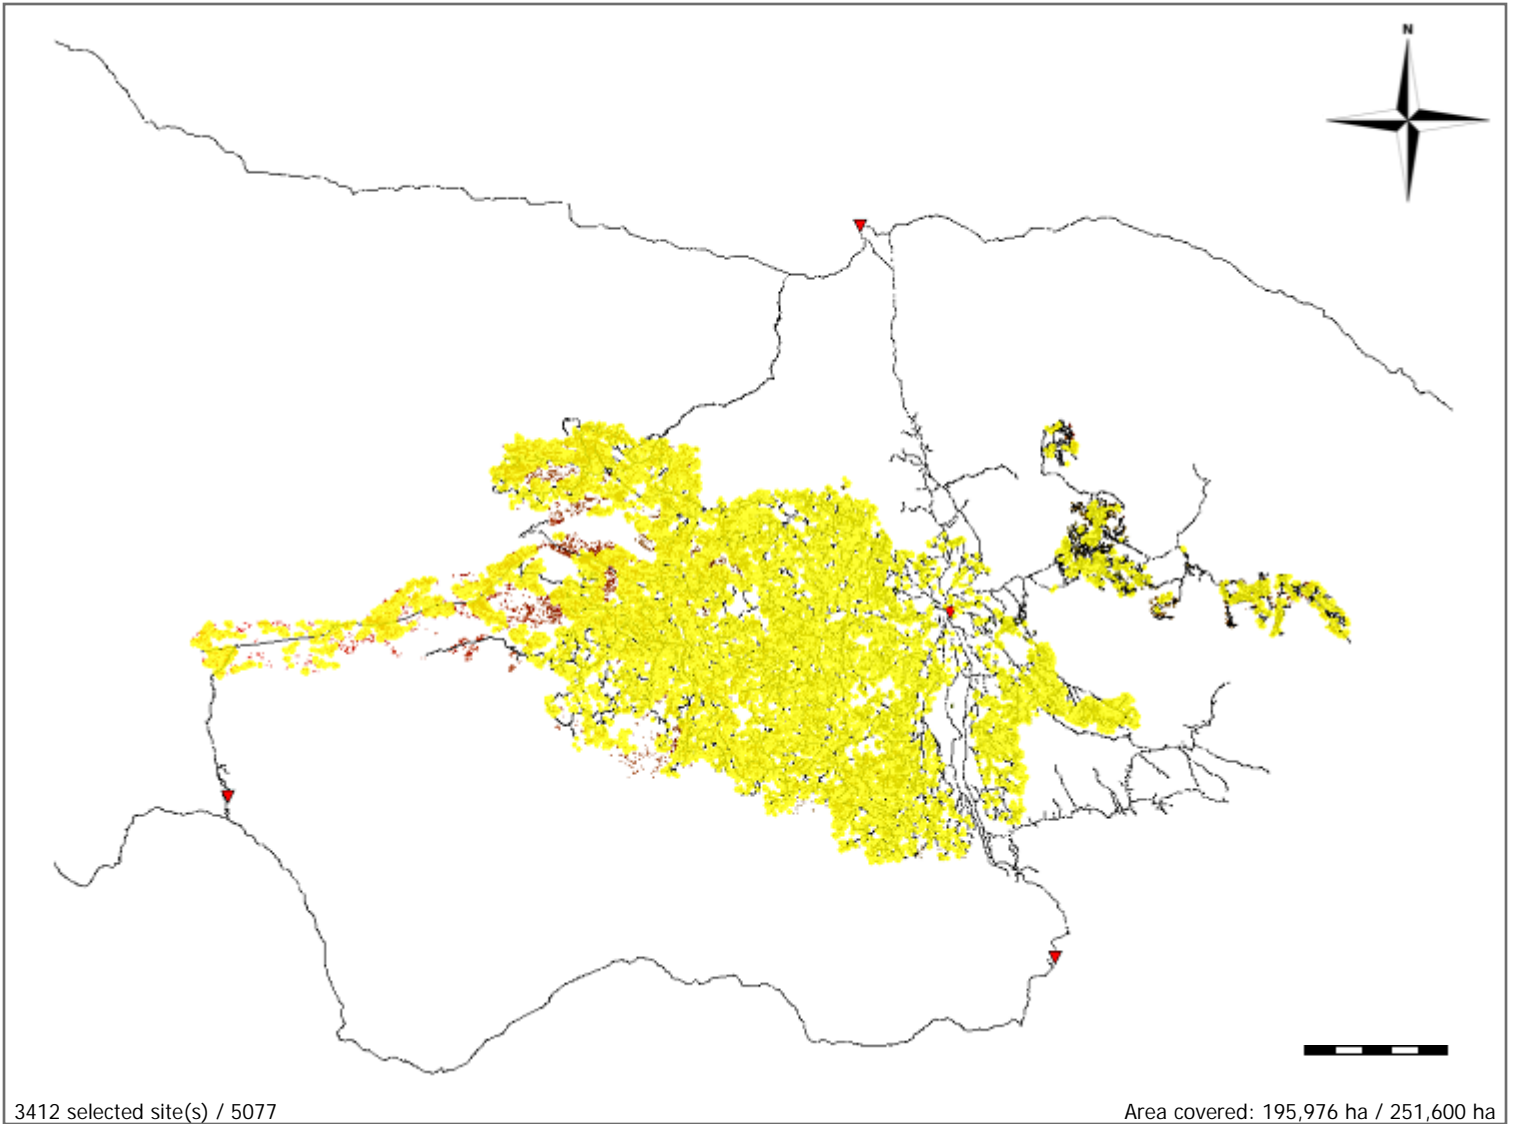 N
3412 selected site(s) / 5077
Area covered: 195,976 ha / 251,600 ha